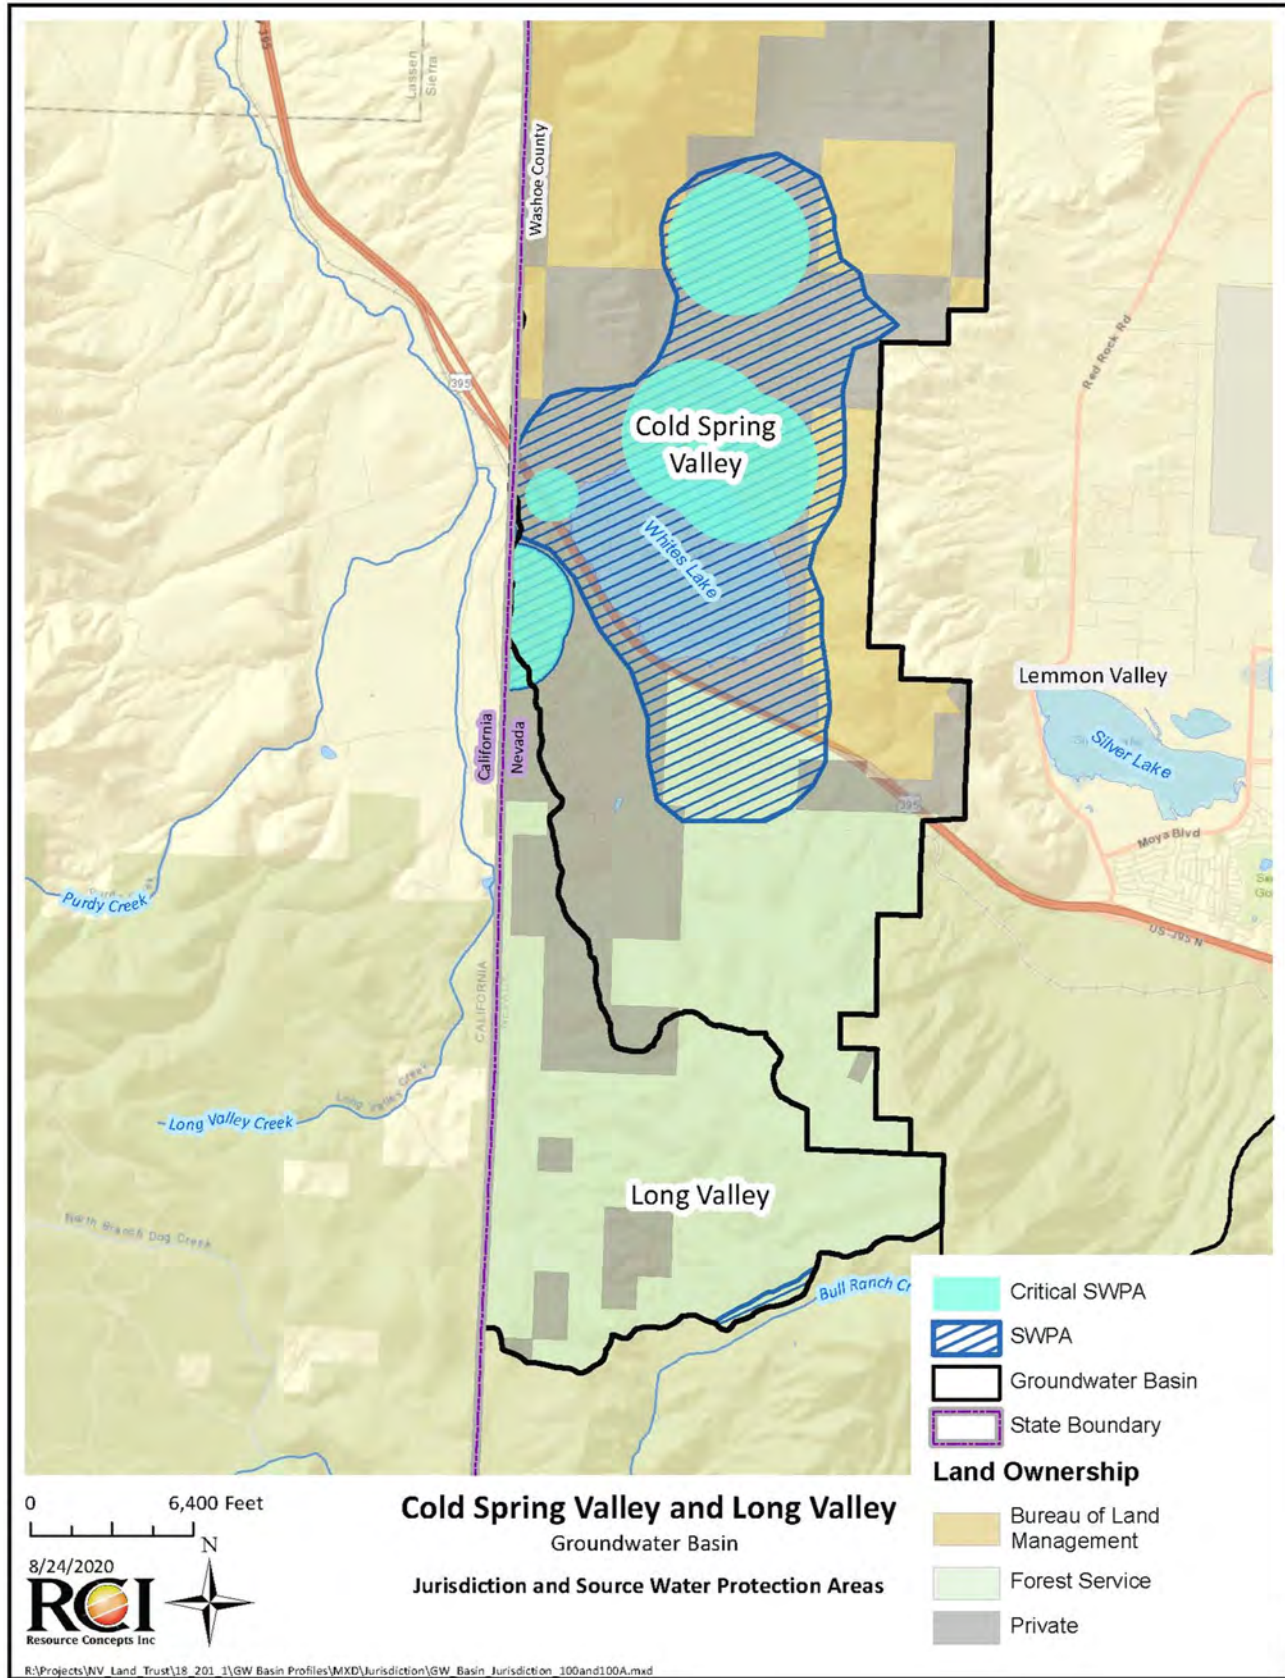 395
Lassen
Sierra
Washoe County
Red Rock Rd
395
Cold Spring
Valley
Whites Lake
Lemmon Valley
California
Nevada
Silver Lake
395
Moya Blvd
Purdy Creek
US-395 N
CALIFORNIA
NEVADA
Long Valley Creek
Long Valley Creek
North Branch Dog Creek
Long Valley
Bull Ranch Cr
Critical SWPA
SWPA
Groundwater Basin
State Boundary
Land Ownership
Bureau of Land
Management
Forest Service
Private
0 6,400 Feet
Cold Spring Valley and Long Valley
Groundwater Basin
Jurisdiction and Source Water Protection Areas
N
8/24/2020
RCI
Resource Concepts Inc
R:\Projects\NV_Land_Trust\18_201_1\GW Basin Profiles\MXD\Jurisdiction\GW_Basin_Jurisdiction_100and100A.mxd